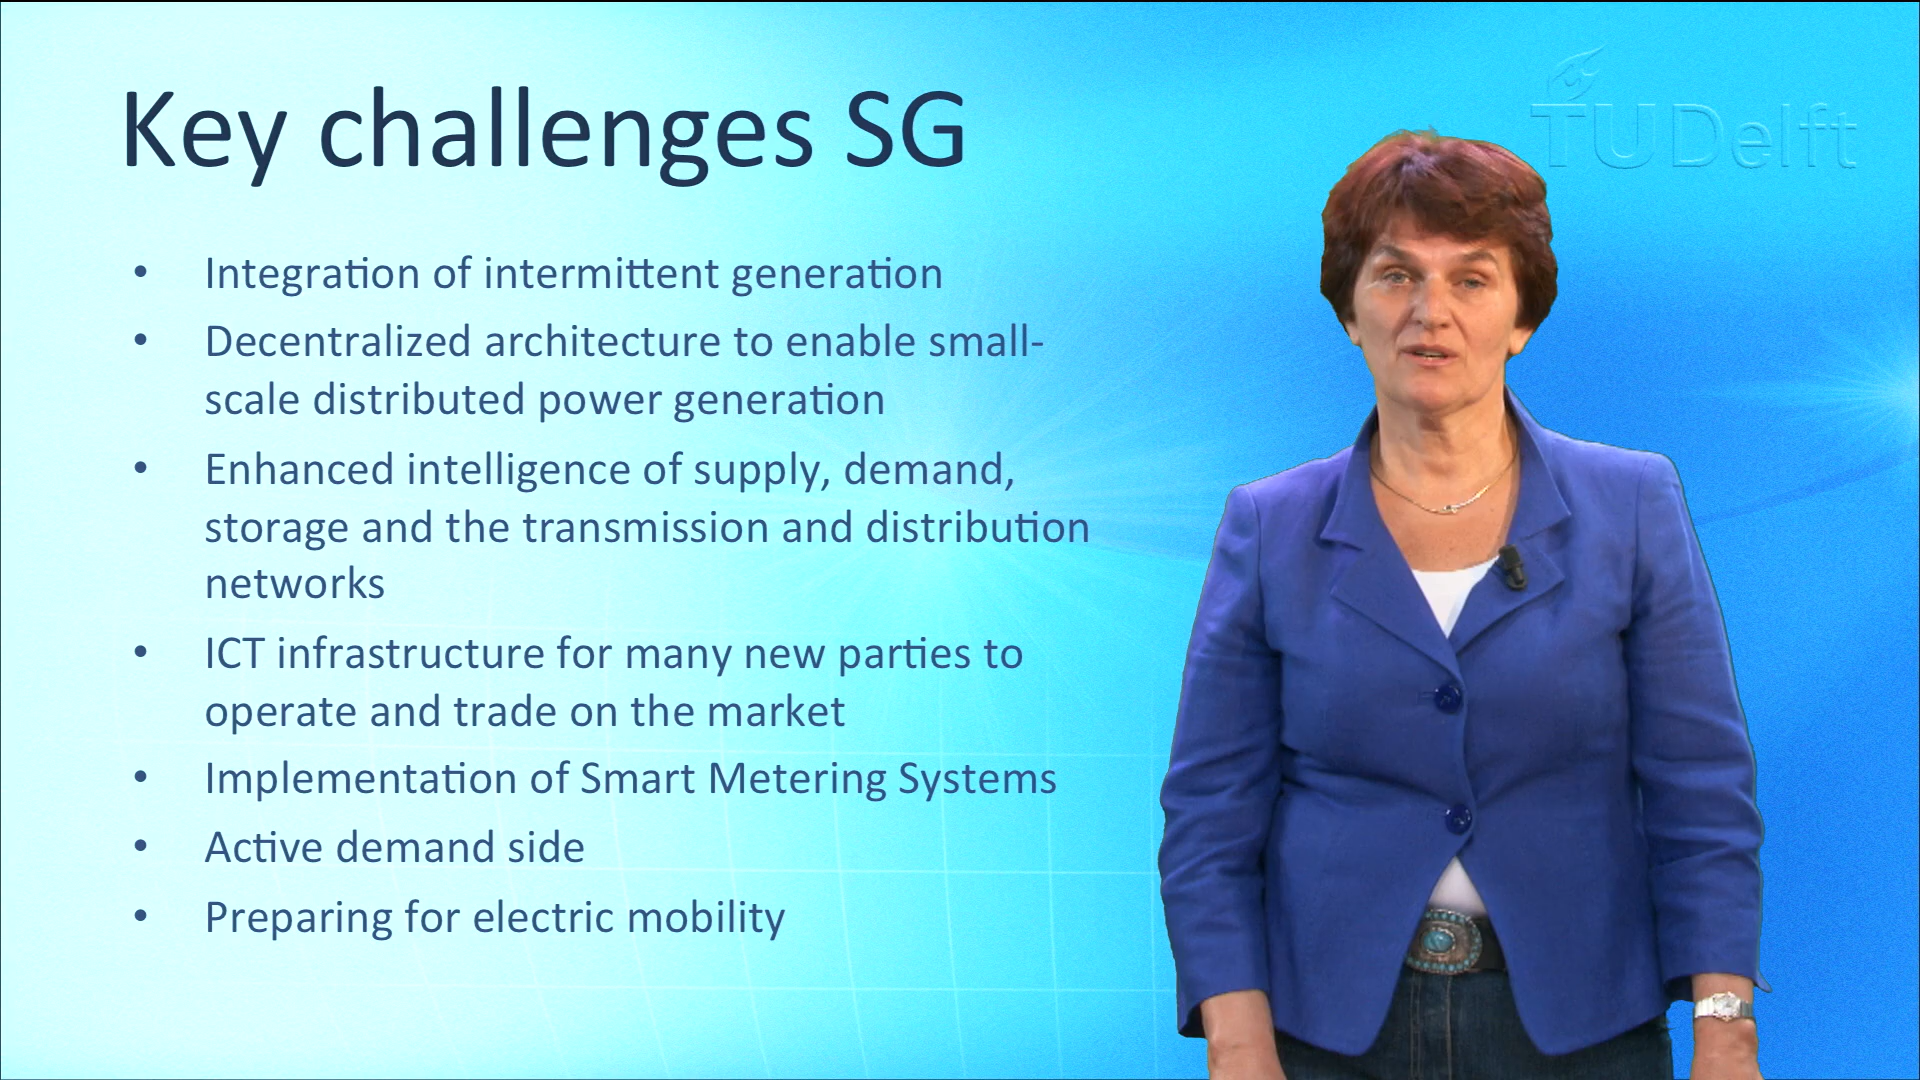 TUDelft
Key challenges SG
• Integration of intermittent generation
• Decentralized architecture to enable small-
scale distributed power generation
• Enhanced intelligence of supply, demand,
storage and the transmission and distribution
networks
• ICT infrastructure for many new parties to
operate and trade on the market
• Implementation of Smart Metering Systems
• Active demand side
• Preparing for electric mobility